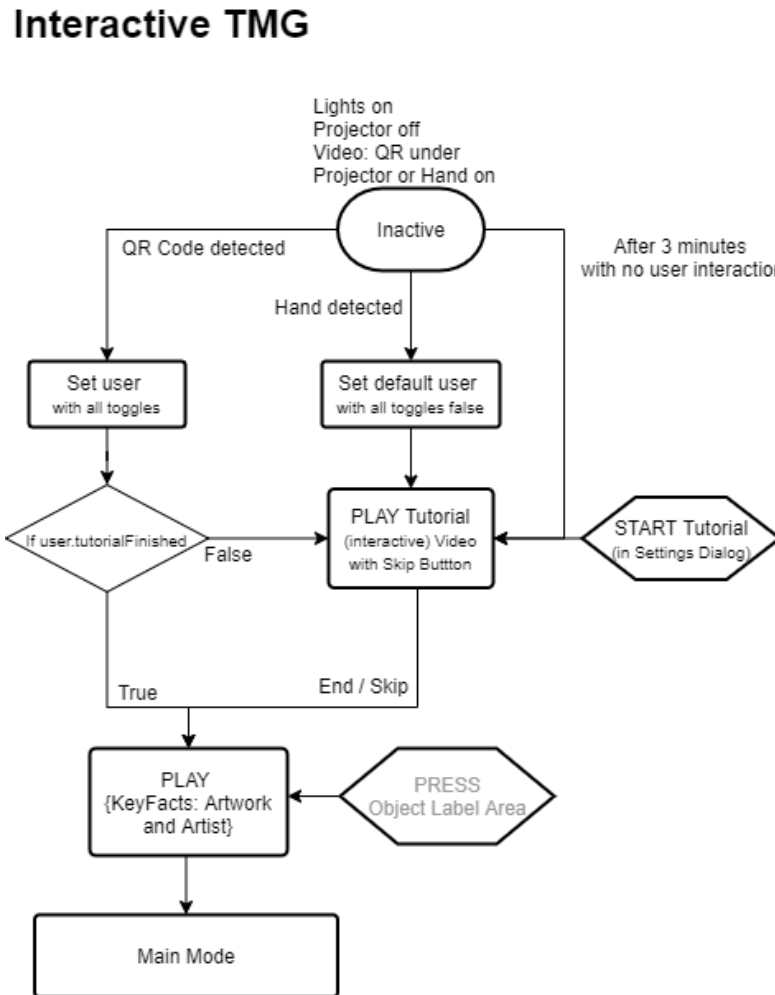 Interactive TMG
Lights on
Projector off
Video: QR under
Projector or Hand on
Inactive
QR Code detected
After 3 minutes
with no user interaction
Hand detected
Set user
with all toggles
Set default user
with all toggles false
If user.tutorialFinished
False
PLAY Tutorial
(interactive) Video
with Skip Buttton
START Tutorial
(in Settings Dialog)
True
End / Skip
PLAY
{KeyFacts: Artwork
and Artist}
PRESS
Object Label Area
Main Mode